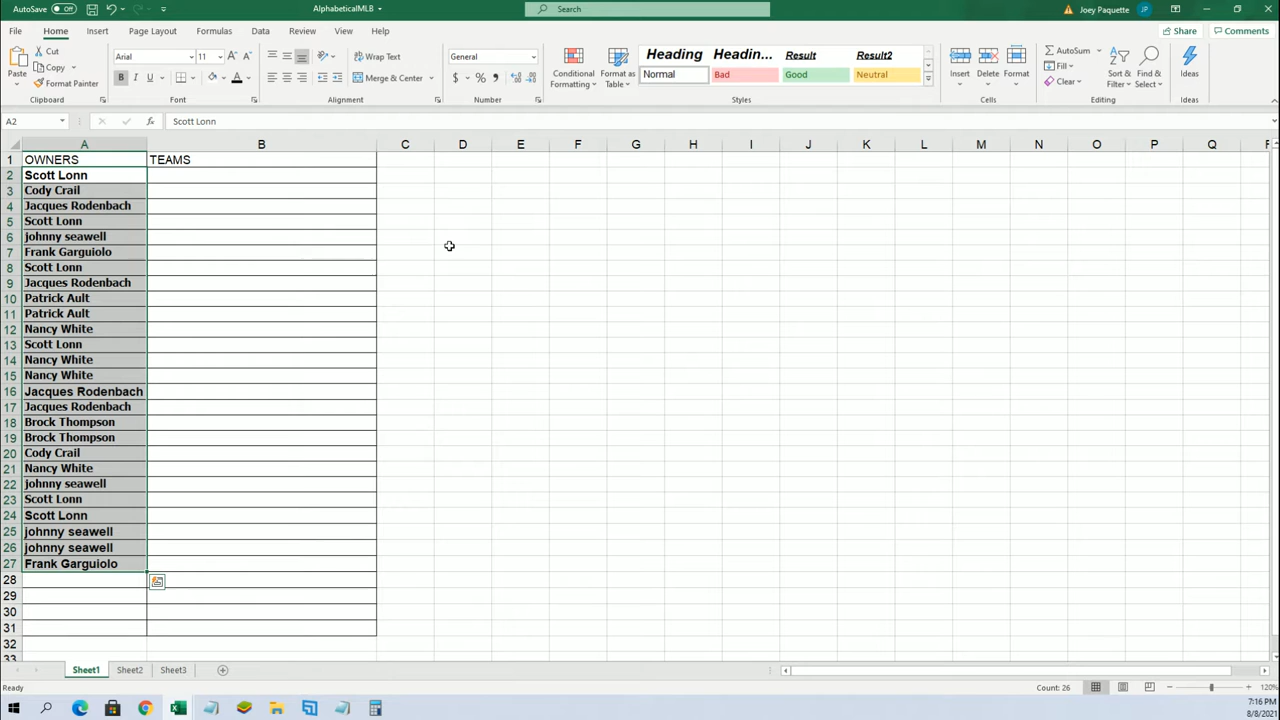 AutoSave Off AlphabeticalMLB Search Joey Paquette JP
File Home Insert Page Layout Formulas Data Review View Help Share Comments
Paste Cut Copy Format Painter Clipboard
Arial 11 A A B I U A Font
Wrap Text Merge & Center Alignment
General $ % , Number
Conditional Formatting Format as Table
Heading Headin... Result Result2
Normal Bad Good Neutral
Styles
Insert Delete Format Cells
AutoSum Fill Clear Sort & Filter Find & Select Editing
Ideas Ideas
A2 fx Scott Lonn
A B C D E F G H I J K L M N O P Q
1 OWNERS TEAMS
2 Scott Lonn
3 Cody Crail
4 Jacques Rodenbach
5 Scott Lonn
6 johnny seawell
7 Frank Garguiolo
8 Scott Lonn
9 Jacques Rodenbach
10 Patrick Ault
11 Patrick Ault
12 Nancy White
13 Scott Lonn
14 Nancy White
15 Nancy White
16 Jacques Rodenbach
17 Jacques Rodenbach
18 Brock Thompson
19 Brock Thompson
20 Cody Crail
21 Nancy White
22 johnny seawell
23 Scott Lonn
24 Scott Lonn
25 johnny seawell
26 johnny seawell
27 Frank Garguiolo
28
29
30
31
32
33
Sheet1 Sheet2 Sheet3
Ready Count: 26 120%
7:16 PM
8/8/2021